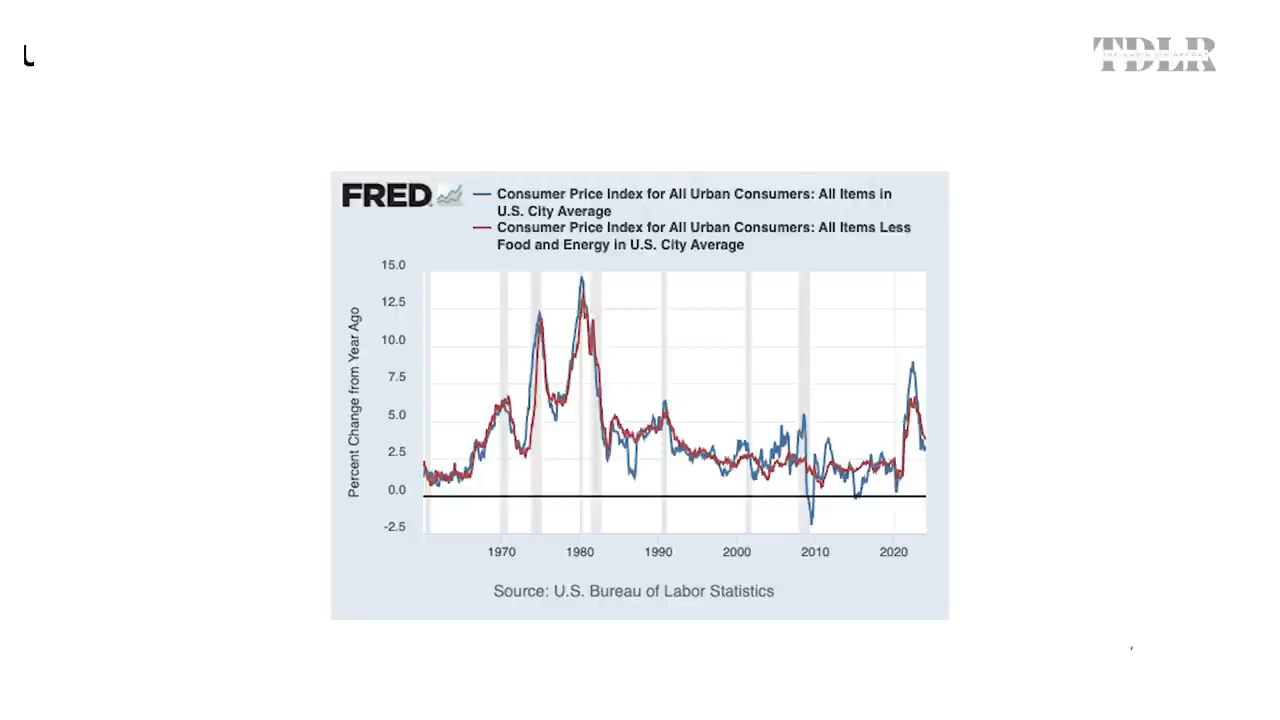 TDLR
FRED
Consumer Price Index for All Urban Consumers: All Items in
U.S. City Average
Consumer Price Index for All Urban Consumers: All Items Less
Food and Energy in U.S. City Average
Percent Change from Year Ago
15.0
12.5
10.0
7.5
5.0
2.5
0.0
-2.5
1970 1980 1990 2000 2010 2020
Source: U.S. Bureau of Labor Statistics